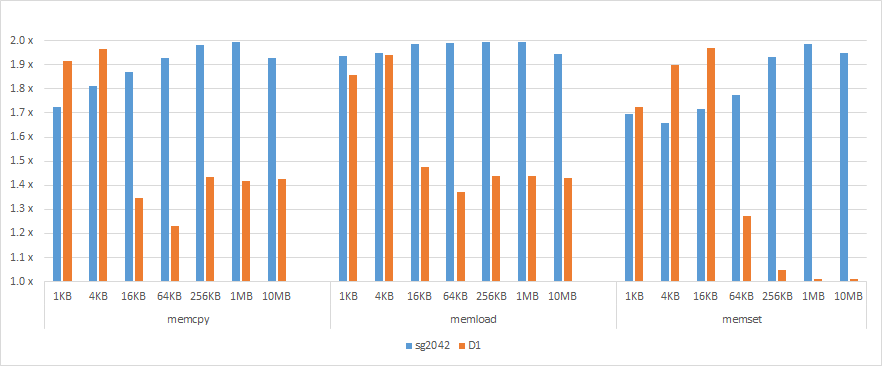 2.0 x
1.9 x
1.8 x
1.7 x
1.6 x
1.5 x
1.4 x
1.3 x
1.2 x
1.1 x
1.0 x
1KB 4KB 16KB 64KB 256KB 1MB 10MB 1KB 4KB 16KB 64KB 256KB 1MB 10MB 1KB 4KB 16KB 64KB 256KB 1MB 10MB
memcpy memload memset
sg2042 D1